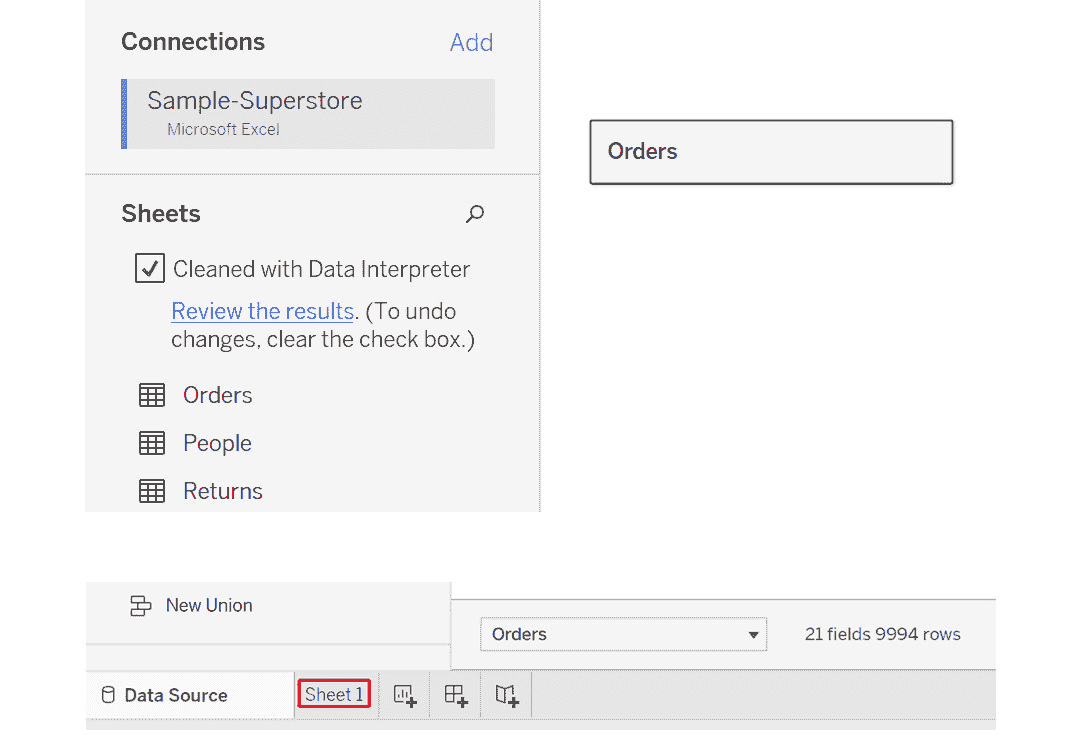 Connections
Add
Sample-Superstore
Microsoft Excel
Orders
Sheets
Cleaned with Data Interpreter
Review the results. (To undo
changes, clear the check box.)
Orders
People
Returns
New Union
Orders
21 fields 9994 rows
Data Source
Sheet 1